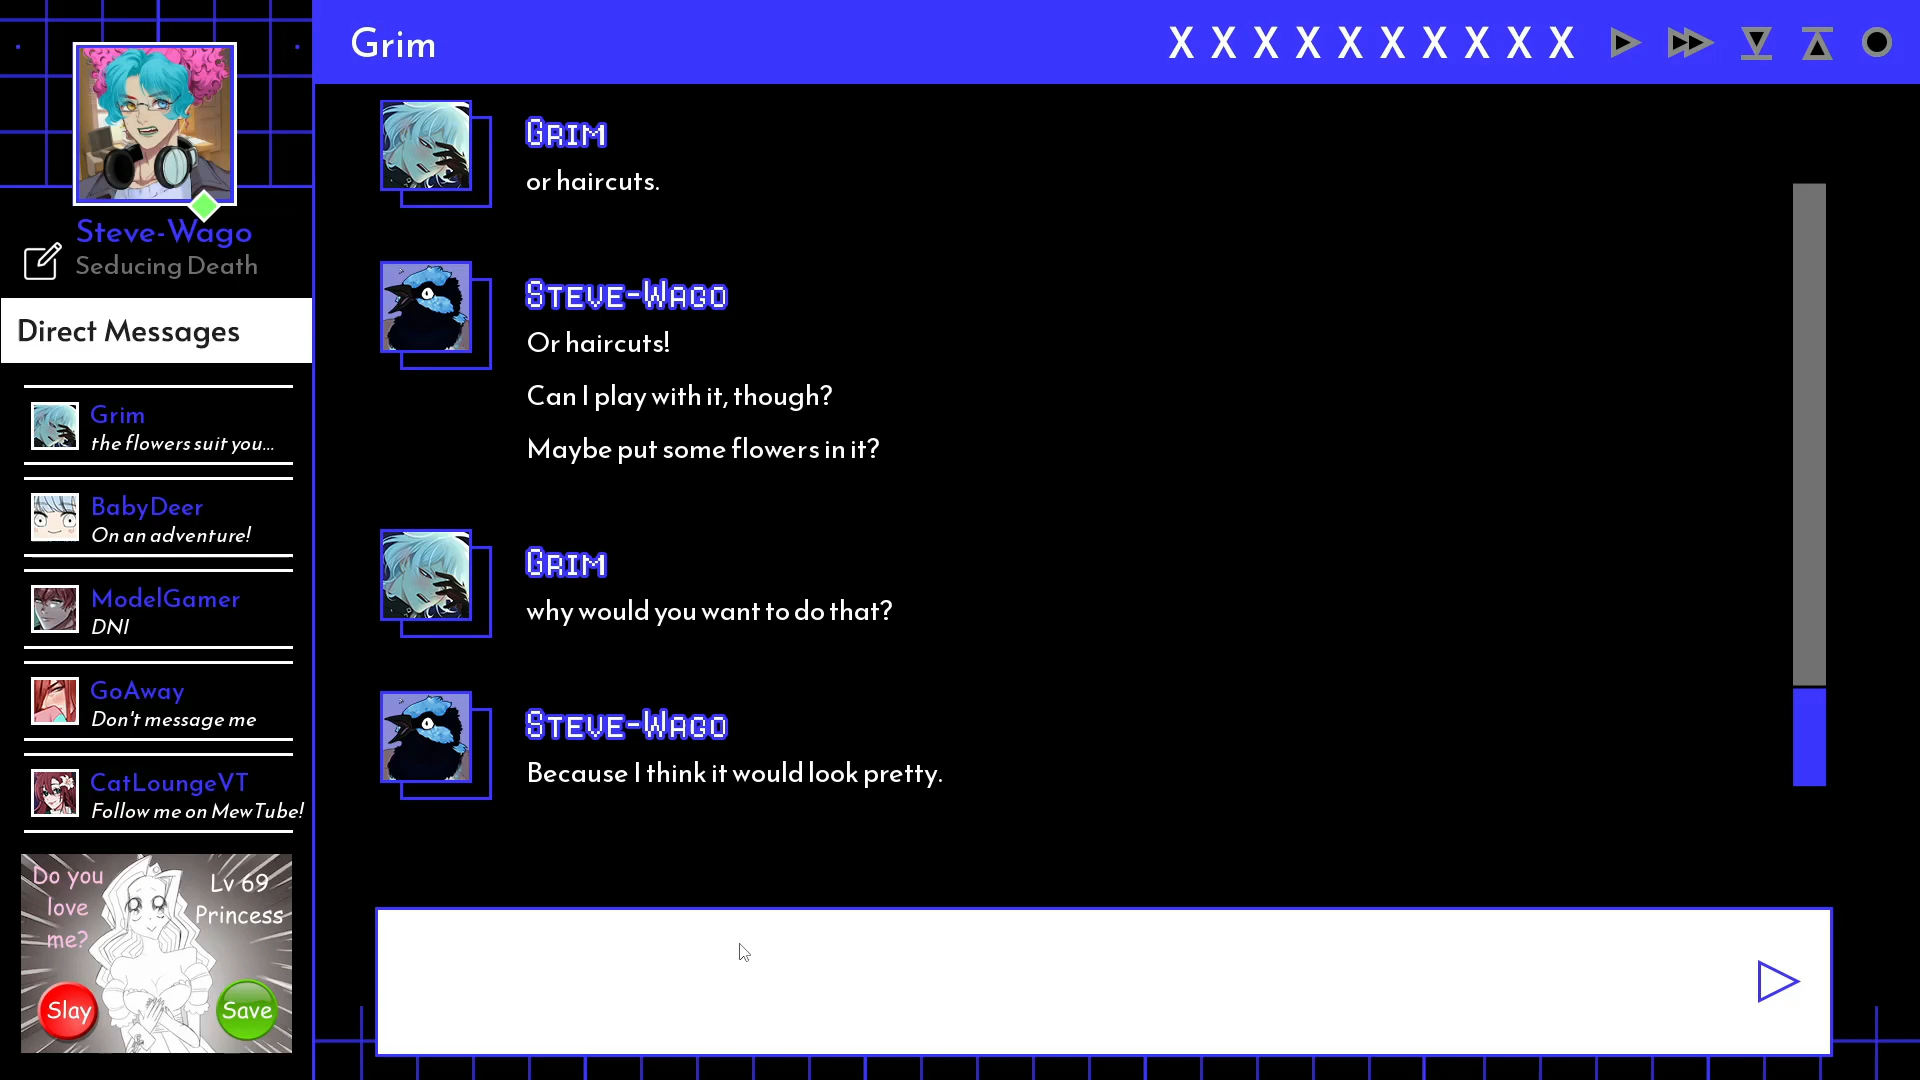 Grim
X X X X X X X X X X
Steve-Wago
Seducing Death
Direct Messages
Grim
the flowers suit you...
BabyDeer
On an adventure!
ModelGamer
DNI
GoAway
Don't message me
CatLoungeVT
Follow me on MewTube!
Do you
love
me?
Lv 69
Princess
Slay
Save
Grim
or haircuts.
Steve-Wago
Or haircuts!
Can I play with it, though?
Maybe put some flowers in it?
Grim
why would you want to do that?
Steve-Wago
Because I think it would look pretty.